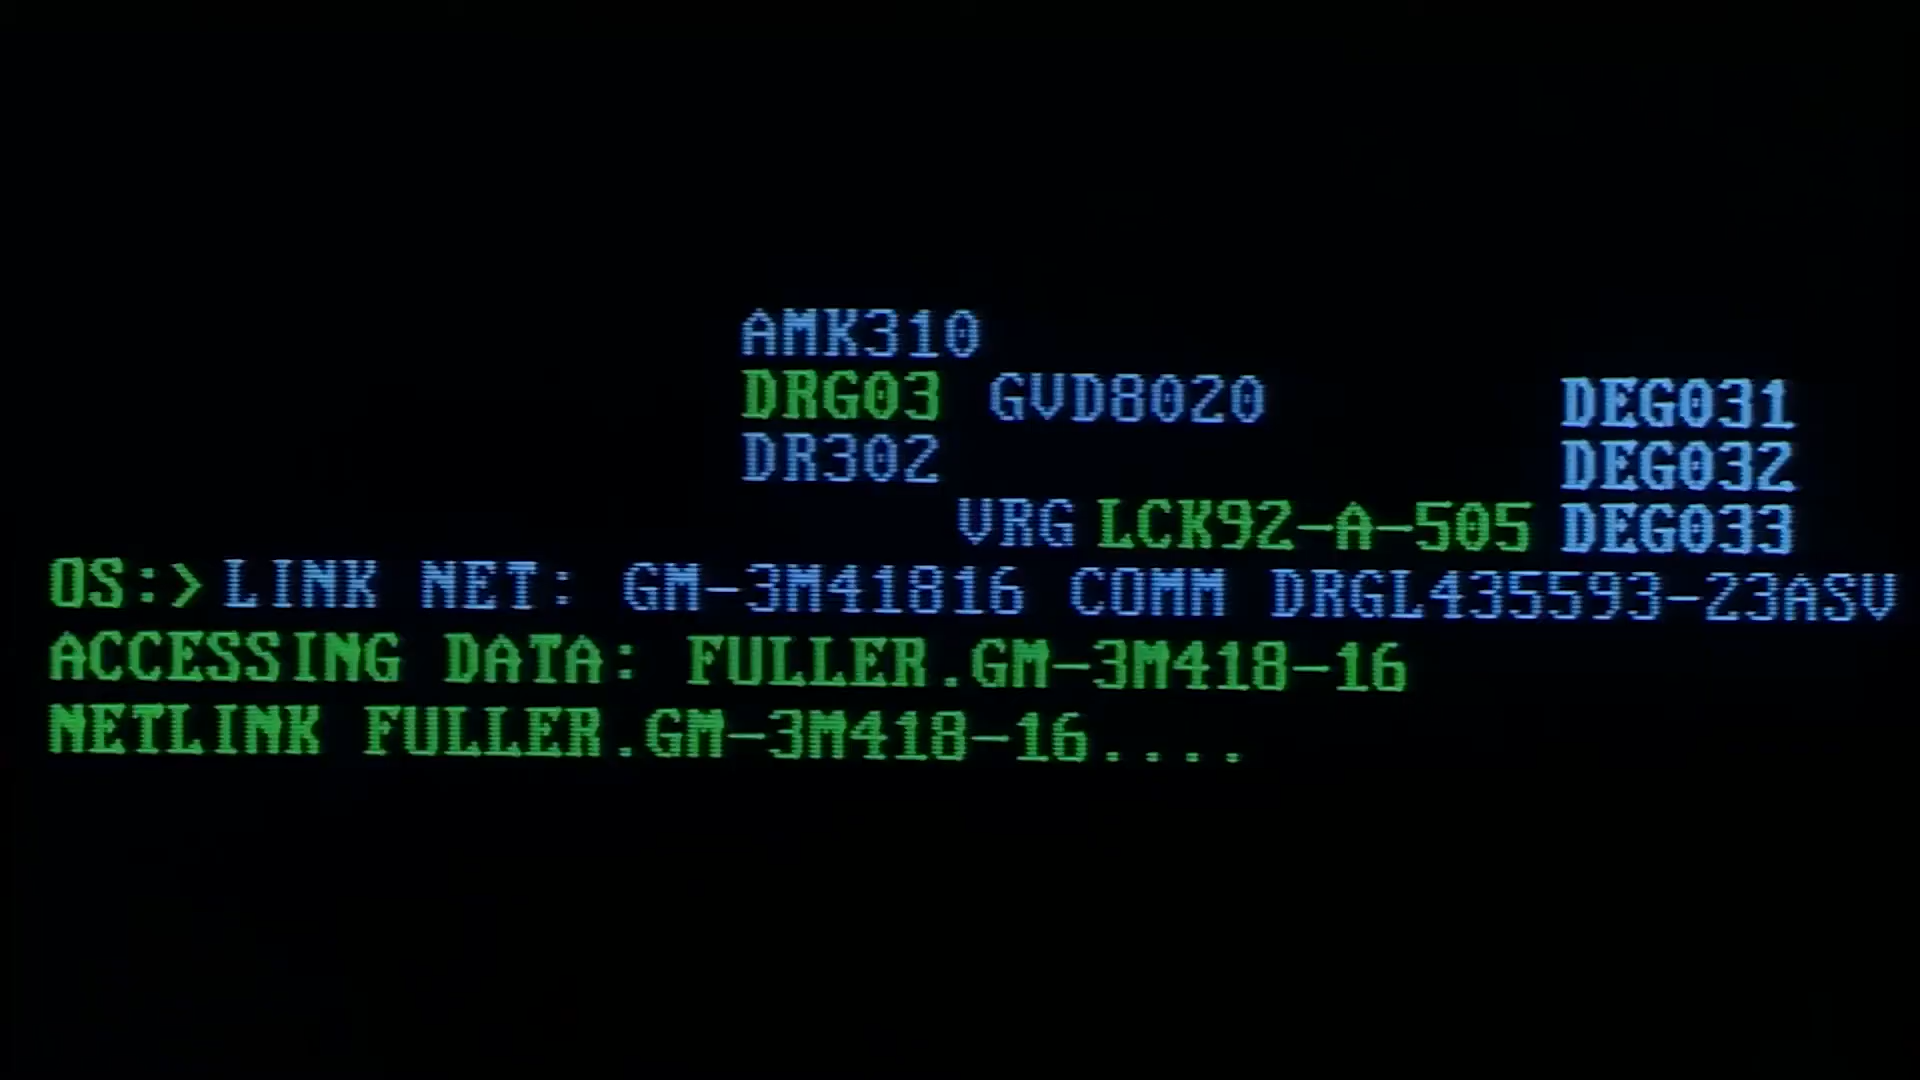 AMK310
DRG03 GVD8020 DEG031
DR302 DEG032
VRG LCK92-A-505 DEG033
OS:> LINK NET: GM-3M41816 COMM DRGL435593-23ASV
ACCESSING DATA: FULLER.GM-3M418-16
NETLINK FULLER.GM-3M418-16....